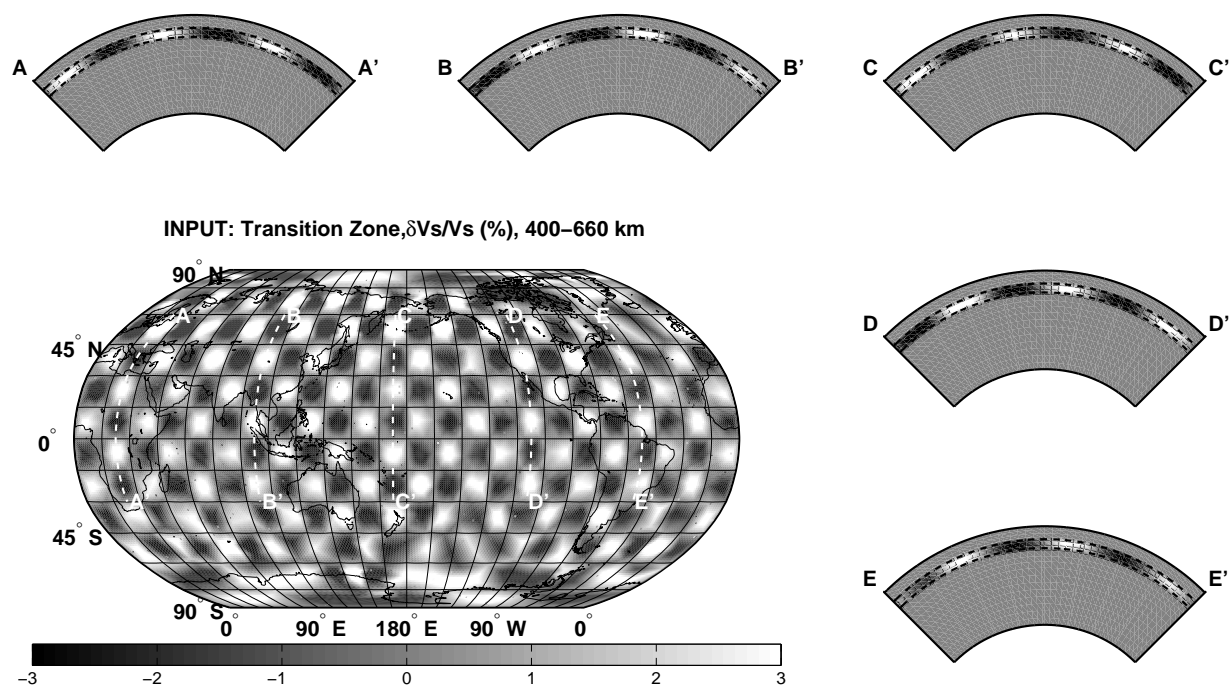 A A' B B' C C'
INPUT: Transition Zone,δVs/Vs (%), 400−660 km
90° N
A B C D E
45° N
D D'
0°
A B' C' D' E'
45° S
90° S
E E'
0° 90° E 180° E 90° W 0°
−3 −2 −1 0 1 2 3